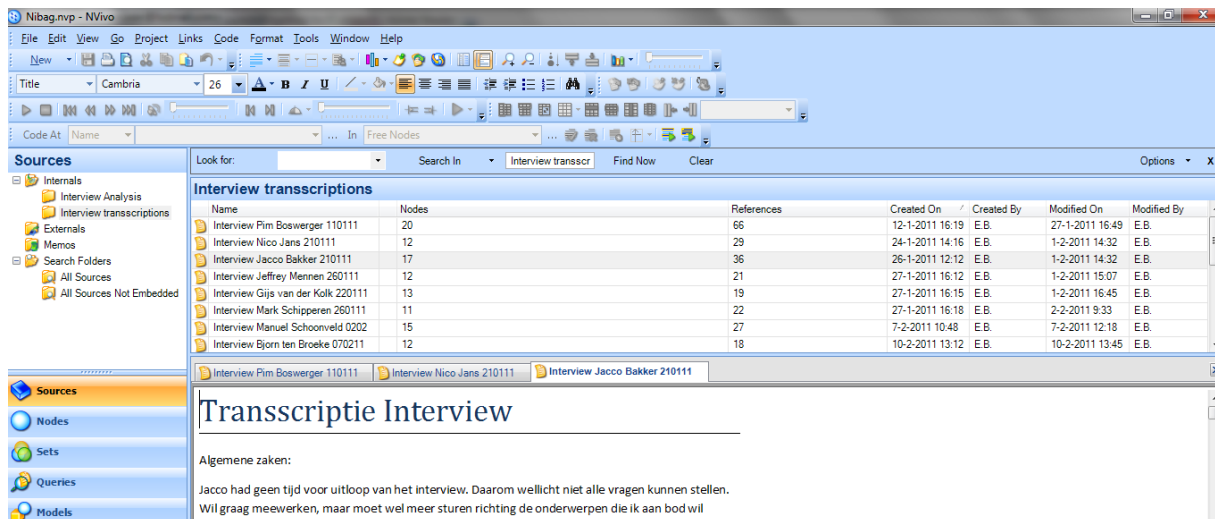 Nibag.nvp - NVivo
File Edit View Go Project Links Code Format Tools Window Help
New
Title Cambria 26 A B I U
Code At Name ... In Free Nodes ...
Sources
Internals
Interview Analysis
Interview transscriptions
Externals
Memos
Search Folders
All Sources
All Sources Not Embedded
Sources
Nodes
Sets
Queries
Models
Look for: Search In Interview transscr Find Now Clear Options x
Interview transscriptions
Name Nodes References Created On Created By Modified On Modified By
Interview Pim Boswerger 110111 20 66 12-1-2011 16:19 E.B. 27-1-2011 16:49 E.B.
Interview Nico Jans 210111 12 29 24-1-2011 14:16 E.B. 1-2-2011 14:32 E.B.
Interview Jacco Bakker 210111 17 36 26-1-2011 12:12 E.B. 1-2-2011 14:32 E.B.
Interview Jeffrey Mennen 260111 12 21 27-1-2011 16:12 E.B. 1-2-2011 15:07 E.B.
Interview Gijs van der Kolk 220111 13 19 27-1-2011 16:15 E.B. 1-2-2011 16:45 E.B.
Interview Mark Schipperen 260111 11 22 27-1-2011 16:18 E.B. 2-2-2011 9:33 E.B.
Interview Manuel Schoonveld 0202 15 27 7-2-2011 10:48 E.B. 7-2-2011 12:18 E.B.
Interview Bjorn ten Broeke 070211 12 18 10-2-2011 13:12 E.B. 10-2-2011 13:45 E.B.
Interview Pim Boswerger 110111 Interview Nico Jans 210111 Interview Jacco Bakker 210111
Transscriptie Interview
Algemene zaken:
Jacco had geen tijd voor uitloop van het interview. Daarom wellicht niet alle vragen kunnen stellen.
Wil graag meewerken, maar moet wel meer sturen richting de onderwerpen die ik aan bod wil